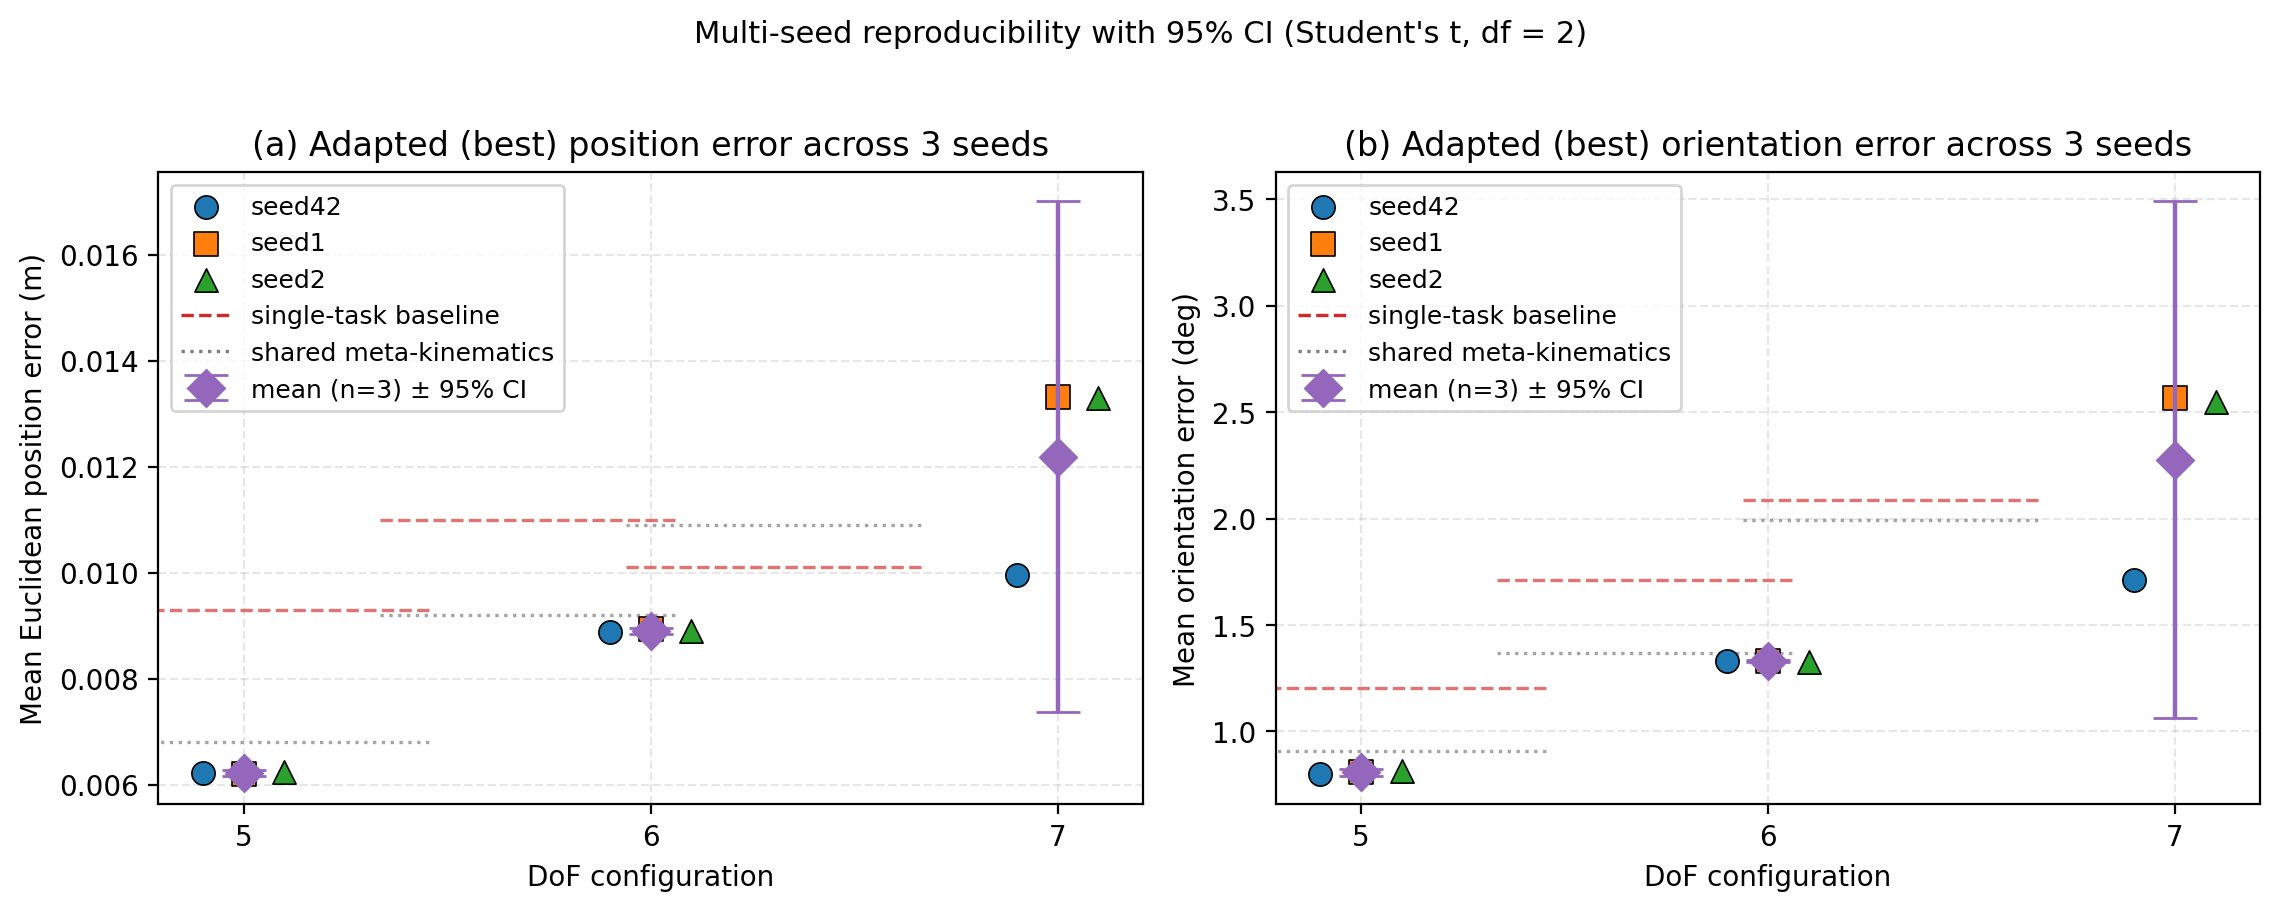 Multi-seed reproducibility with 95% CI (Student's t, df = 2)
(a) Adapted (best) position error across 3 seeds
Mean Euclidean position error (m)
0.016
0.014
0.012
0.010
0.008
0.006
seed42
seed1
seed2
single-task baseline
shared meta-kinematics
mean (n=3) ± 95% CI
5
6
7
DoF configuration
(b) Adapted (best) orientation error across 3 seeds
Mean orientation error (deg)
3.5
3.0
2.5
2.0
1.5
1.0
seed42
seed1
seed2
single-task baseline
shared meta-kinematics
mean (n=3) ± 95% CI
5
6
7
DoF configuration